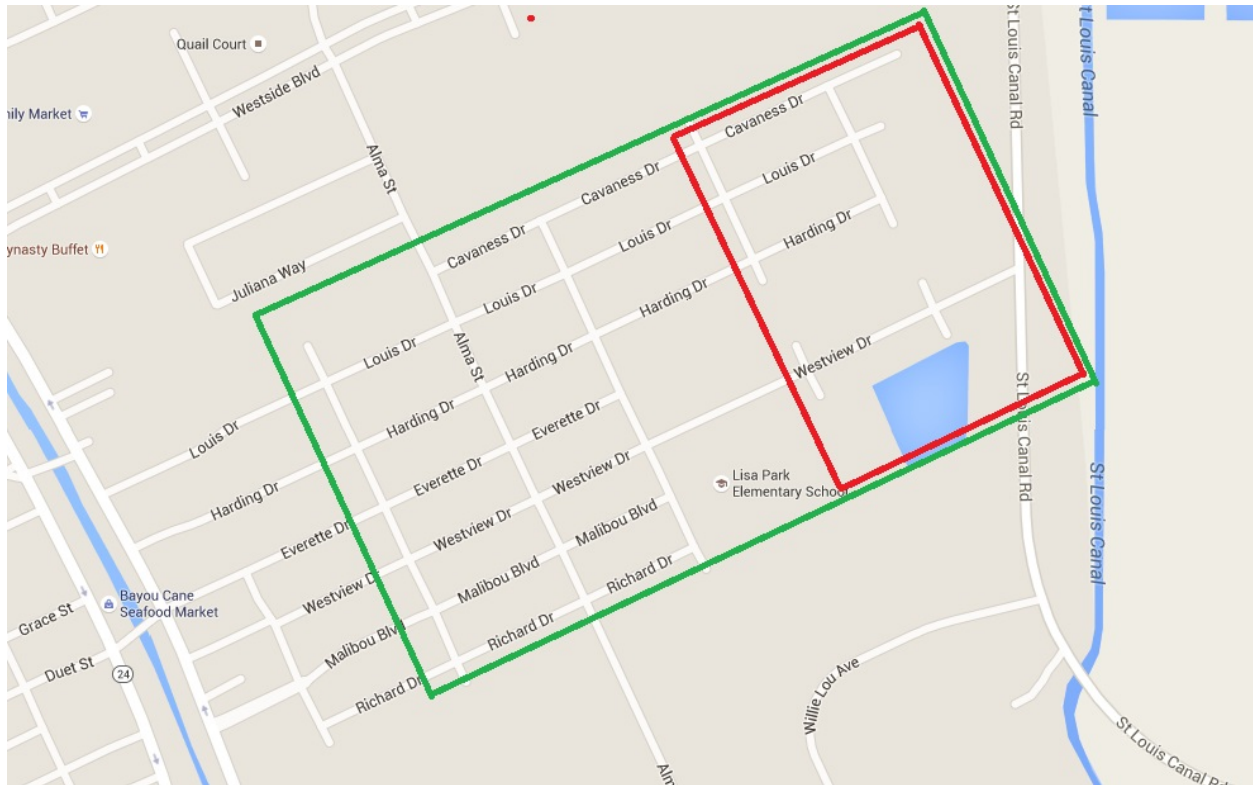 St Louis Canal Rd
St Louis Canal
Quail Court
Westside Blvd
mily Market
Cavaness Dr
Alma St
Louis Dr
Cavaness Dr
Louis Dr
Harding Dr
ynasty Buffet
Cavaness Dr
Juliana Way
Louis Dr
Harding Dr
Louis Dr
Alma St
Harding Dr
Westview Dr
St Louis Canal Rd
Harding Dr
Everette Dr
Louis Dr
Everette Dr
Westview Dr
Lisa Park
Elementary School
St Louis Canal
Harding Dr
Westview Dr
Malibou Blvd
Everette Dr
Malibou Blvd
Richard Dr
Westview Dr
Bayou Cane
Seafood Market
Grace St
Richard Dr
Malibou Blvd
Duet St
24
Richard Dr
Willie Lou Ave
St Louis Canal Rd
Alm